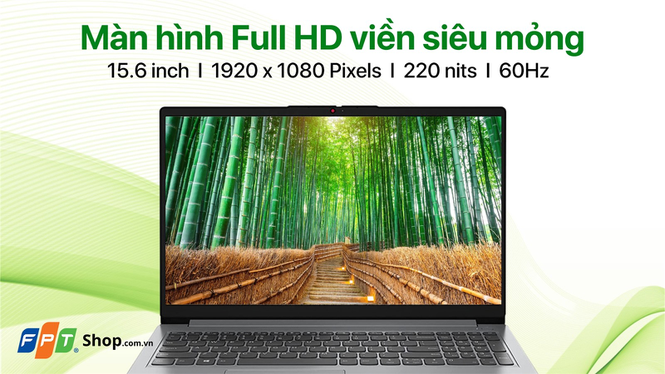 Màn hình Full HD viền siêu mỏng
15.6 inch I 1920 x 1080 Pixels I 220 nits I 60Hz
FPT Shop.com.vn